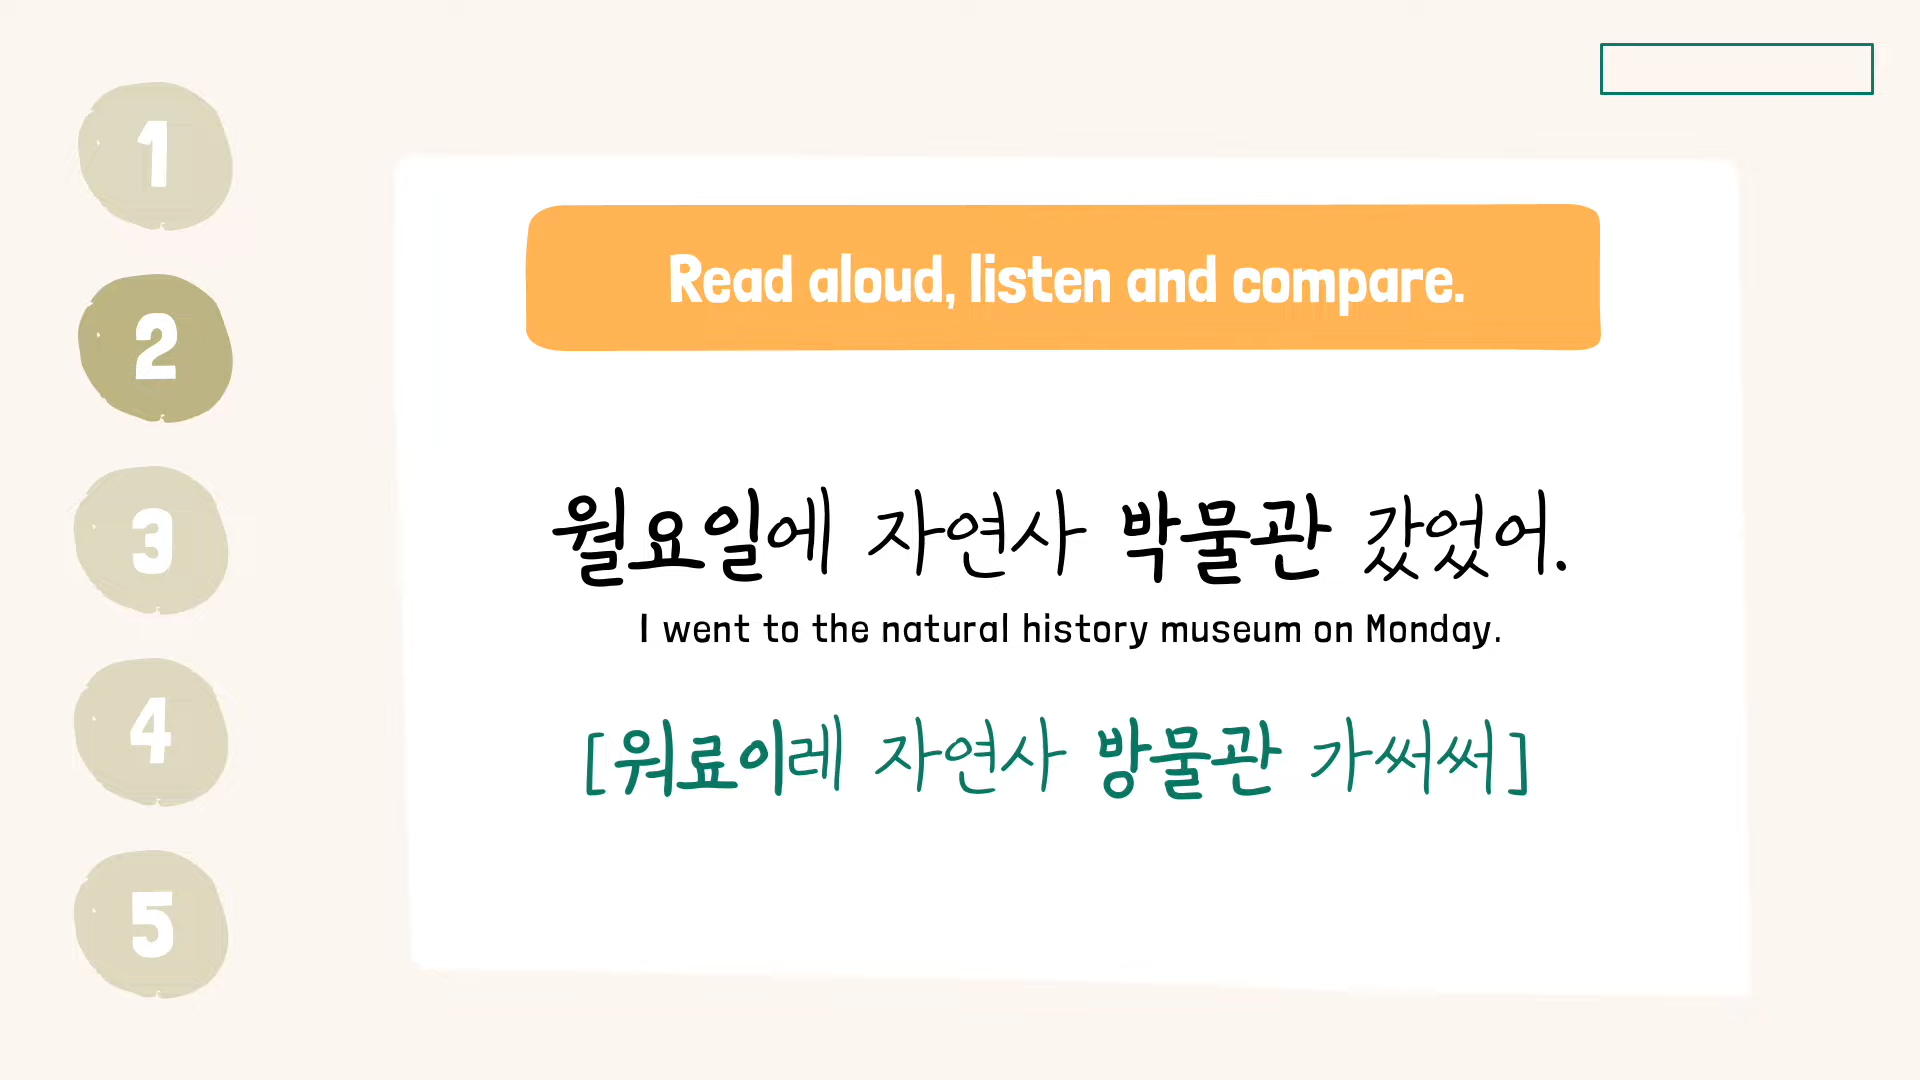 1
2
3
4
5
Read aloud, listen and compare.
월요일에 자연사 박물관 갔었어.
I went to the natural history museum on Monday.
[워료이레 자연사 방물관 가써써]